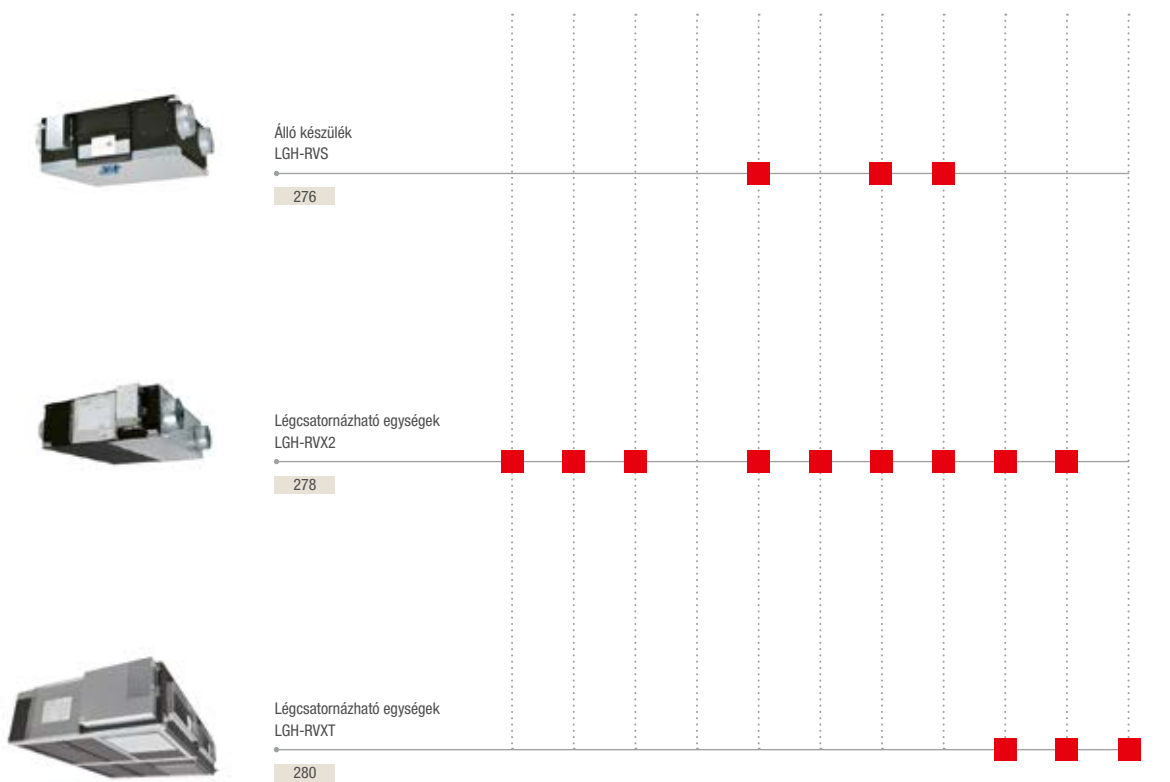 Álló készülék
LGH-RVS
276
Légcsatornázható egységek
LGH-RVX2
278
Légcsatornázható egységek
LGH-RVXT
280